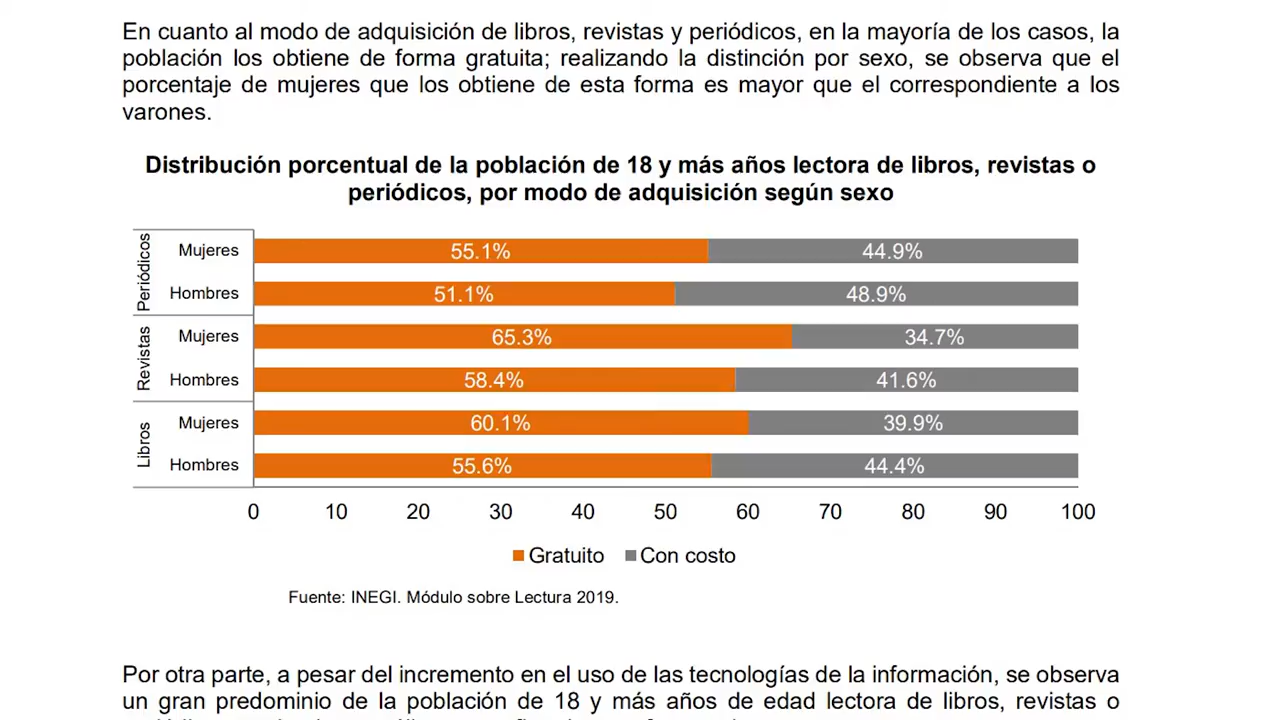 En cuanto al modo de adquisición de libros, revistas y periódicos, en la mayoría de los casos, la
población los obtiene de forma gratuita; realizando la distinción por sexo, se observa que el
porcentaje de mujeres que los obtiene de esta forma es mayor que el correspondiente a los
varones.
Distribución porcentual de la población de 18 y más años lectora de libros, revistas o
periódicos, por modo de adquisición según sexo
Periódicos
Mujeres 55.1% 44.9%
Hombres 51.1% 48.9%
Revistas
Mujeres 65.3% 34.7%
Hombres 58.4% 41.6%
Libros
Mujeres 60.1% 39.9%
Hombres 55.6% 44.4%
0 10 20 30 40 50 60 70 80 90 100
Gratuito Con costo
Fuente: INEGI. Módulo sobre Lectura 2019.
Por otra parte, a pesar del incremento en el uso de las tecnologías de la información, se observa
un gran predominio de la población de 18 y más años de edad lectora de libros, revistas o